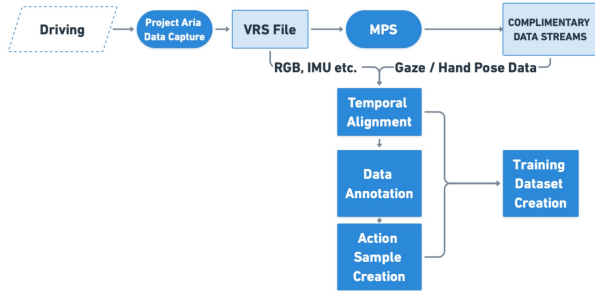 Driving
Project Aria
Data Capture
VRS File
MPS
COMPLIMENTARY
DATA STREAMS
RGB, IMU etc.
Gaze / Hand Pose Data
Temporal
Alignment
Data
Annotation
Action
Sample
Creation
Training
Dataset
Creation